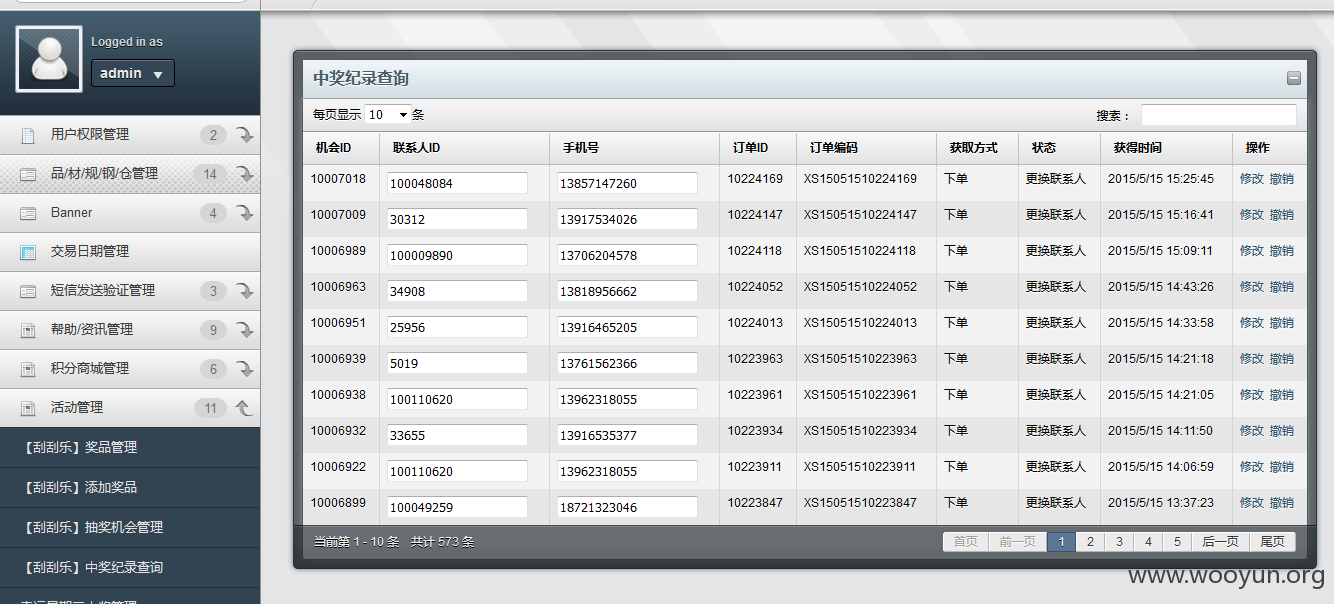 Logged in as
admin
用户权限管理 2
品/材/规/钢/仓管理 14
Banner 4
交易日期管理
短信发送验证管理 3
帮助/资讯管理 9
积分商城管理 6
活动管理 11
【刮刮乐】奖品管理
【刮刮乐】添加奖品
【刮刮乐】抽奖机会管理
【刮刮乐】中奖纪录查询
中奖纪录查询
每页显示 10 条 搜索：
机会ID 联系人ID 手机号 订单ID 订单编码 获取方式 状态 获得时间 操作
10007018 100048084 13857147260 10224169 XS15051510224169 下单 更换联系人 2015/5/15 15:25:45 修改 撤销
10007009 30312 13917534026 10224147 XS15051510224147 下单 更换联系人 2015/5/15 15:16:41 修改 撤销
10006989 100009890 13706204578 10224118 XS15051510224118 下单 更换联系人 2015/5/15 15:09:11 修改 撤销
10006963 34908 13818956662 10224052 XS15051510224052 下单 更换联系人 2015/5/15 14:43:26 修改 撤销
10006951 25956 13916465205 10224013 XS15051510224013 下单 更换联系人 2015/5/15 14:33:58 修改 撤销
10006939 5019 13761562366 10223963 XS15051510223963 下单 更换联系人 2015/5/15 14:21:18 修改 撤销
10006938 100110620 13962318055 10223961 XS15051510223961 下单 更换联系人 2015/5/15 14:21:05 修改 撤销
10006932 33655 13916535377 10223934 XS15051510223934 下单 更换联系人 2015/5/15 14:11:50 修改 撤销
10006922 100110620 13962318055 10223911 XS15051510223911 下单 更换联系人 2015/5/15 14:06:59 修改 撤销
10006899 100049259 18721323046 10223847 XS15051510223847 下单 更换联系人 2015/5/15 13:37:23 修改 撤销
当前第 1 - 10 条 共计 573 条 首页 前一页 1 2 3 4 5 后一页 尾页
www.wooyun.org